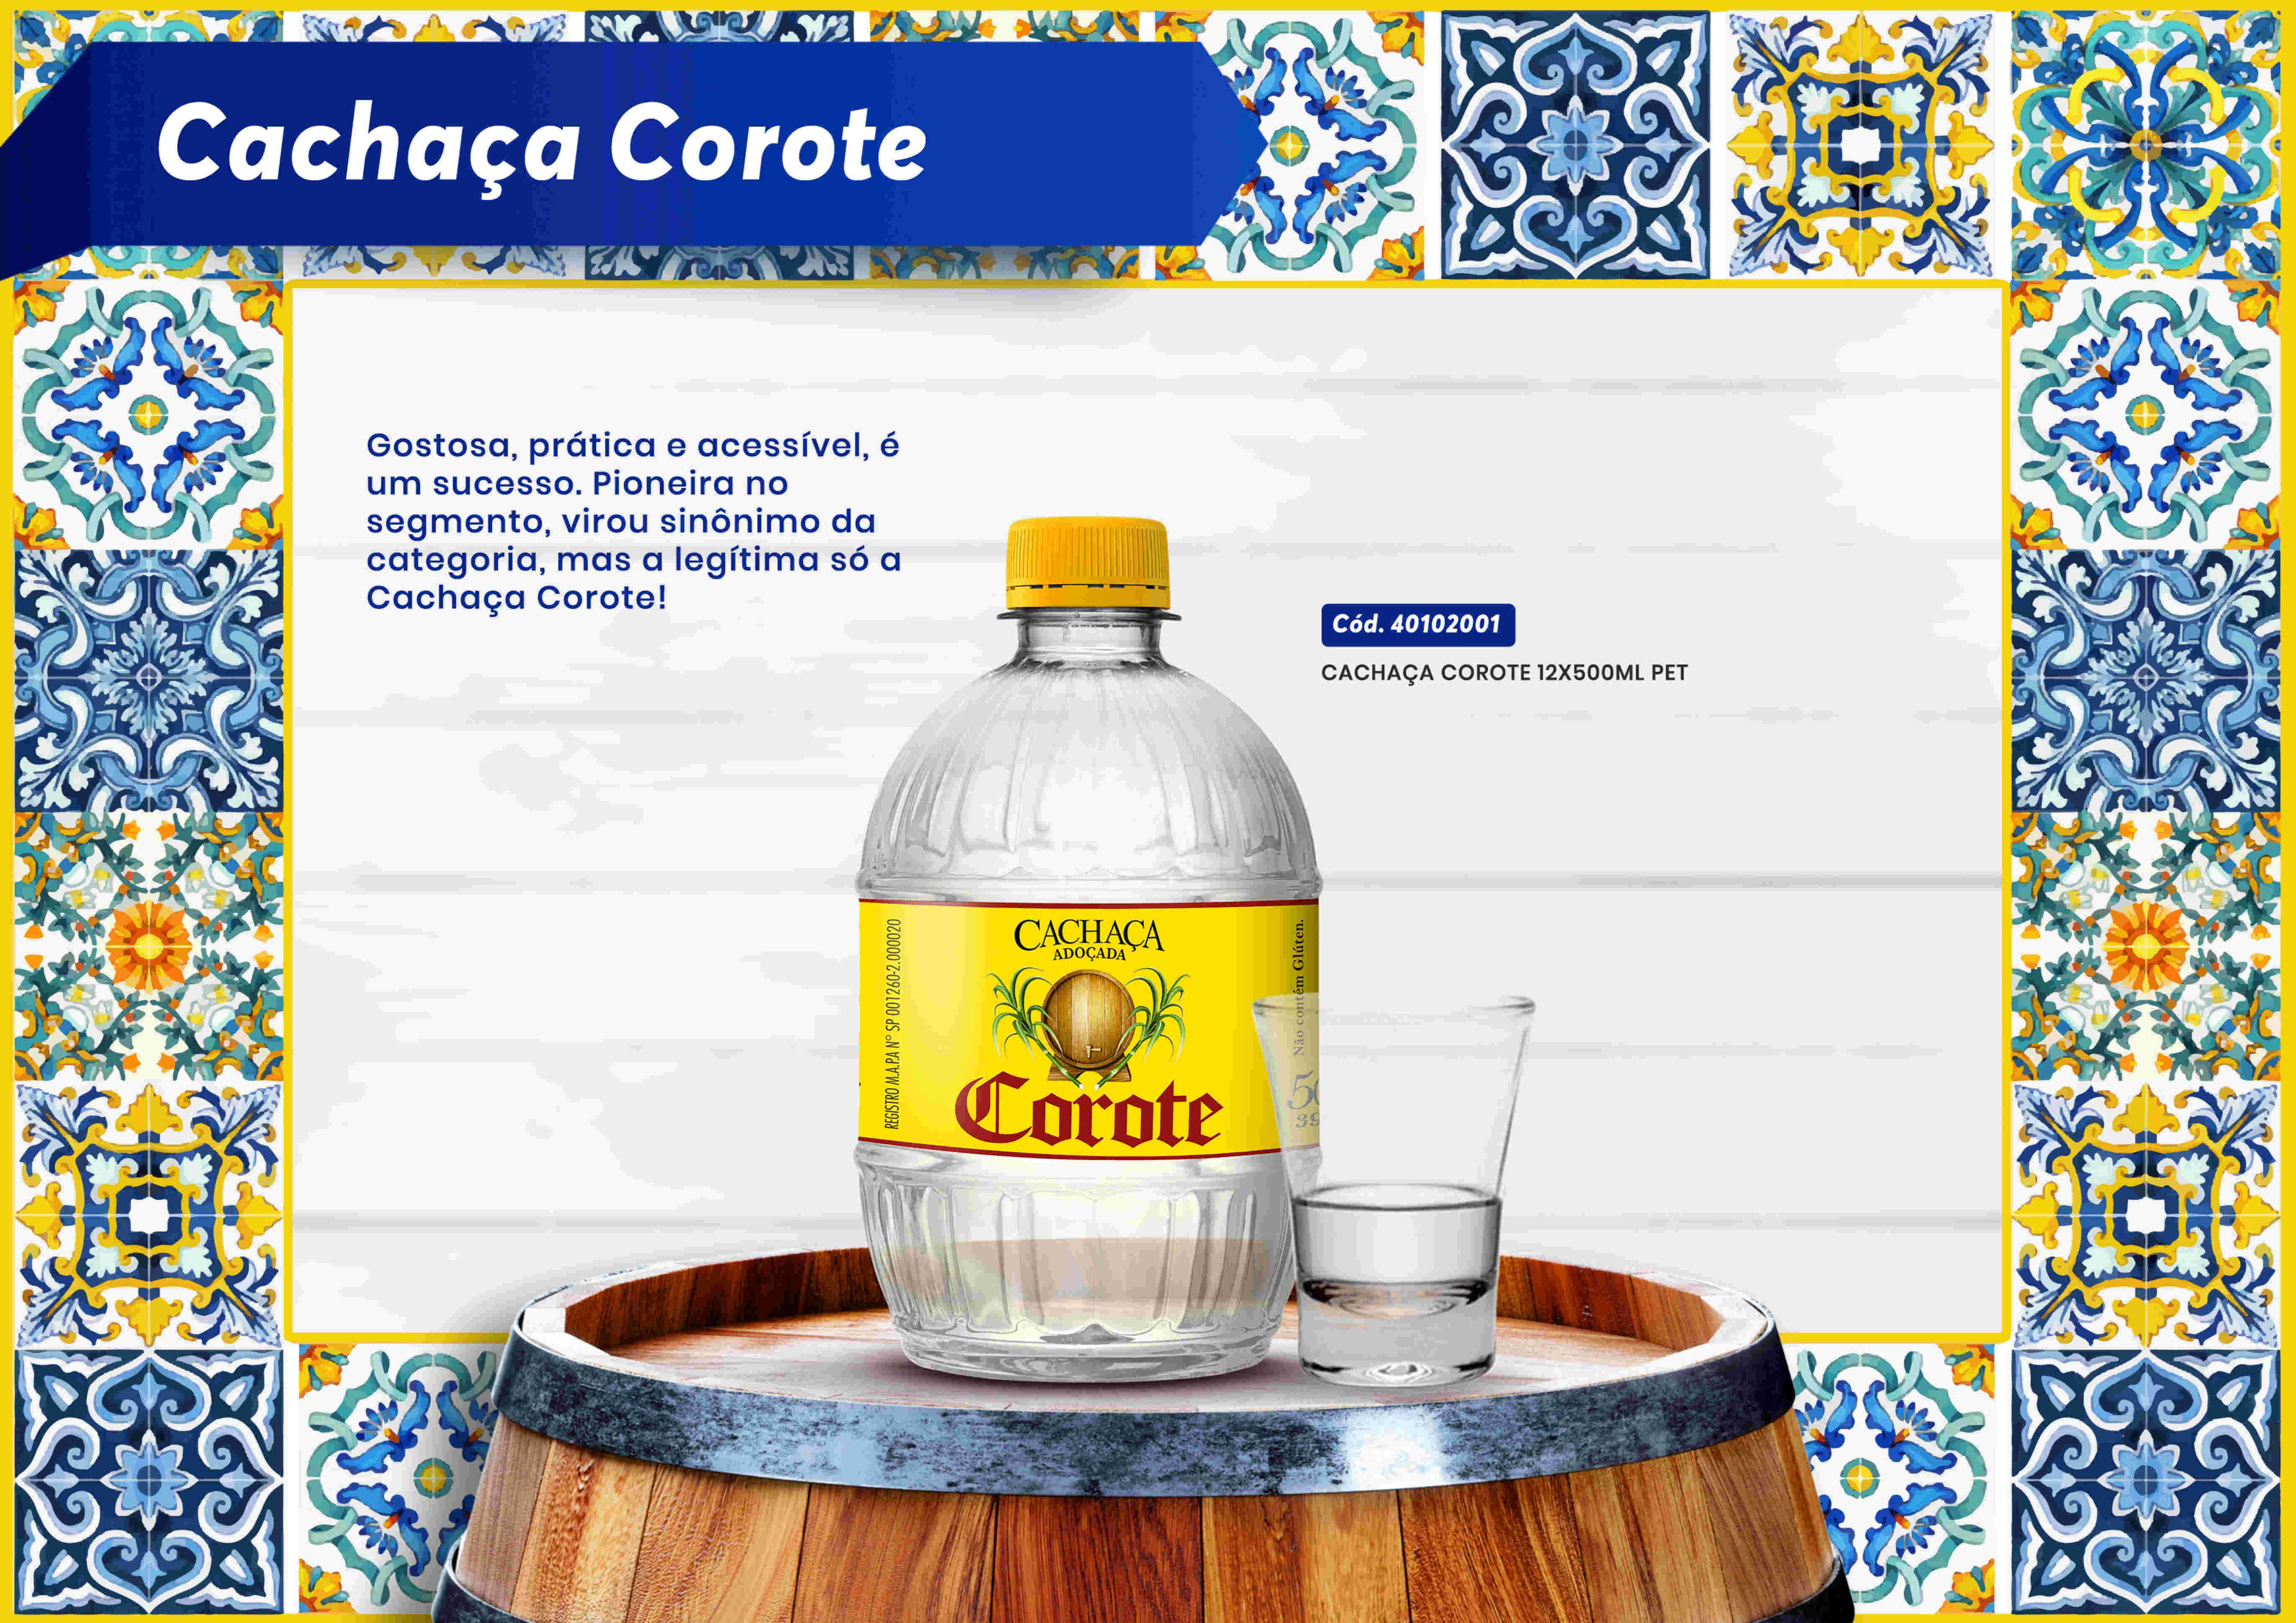 Cachaça Corote
Gostosa, prática e acessível, é
um sucesso. Pioneira no
segmento, virou sinônimo da
categoria, mas a legítima só a
Cachaça Corote!
Cód. 40102001
CACHAÇA COROTE 12X500ML PET
CACHAÇA
ADOÇADA
Corote
REGISTRO M.A.P.A Nº SP 001260-2.000020
Não contém Glúten.